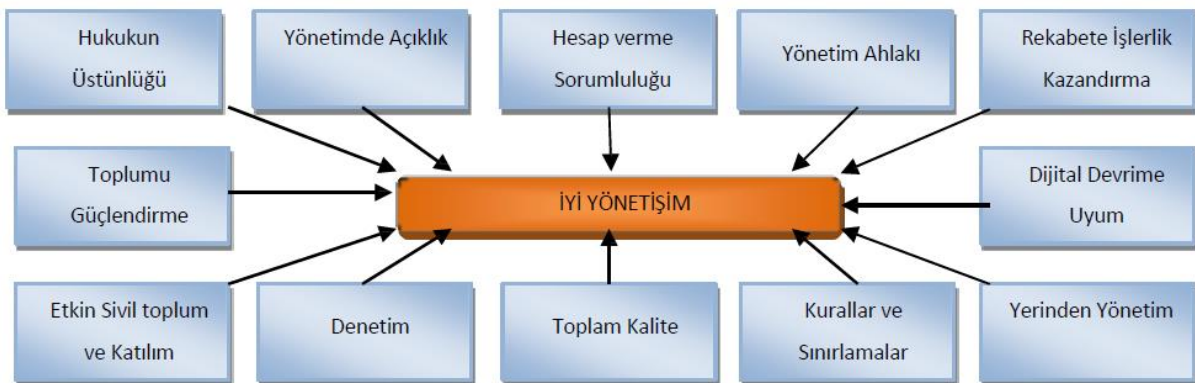 Hukukun
Üstünlüğü
Yönetimde Açıklık
Hesap verme
Sorumluluğu
Yönetim Ahlakı
Rekabete İşlerlik
Kazandırma
Toplumu
Güçlendirme
İYİ YÖNETİŞİM
Dijital Devrime
Uyum
Etkin Sivil toplum
ve Katılım
Denetim
Toplam Kalite
Kurallar ve
Sınırlamalar
Yerinden Yönetim